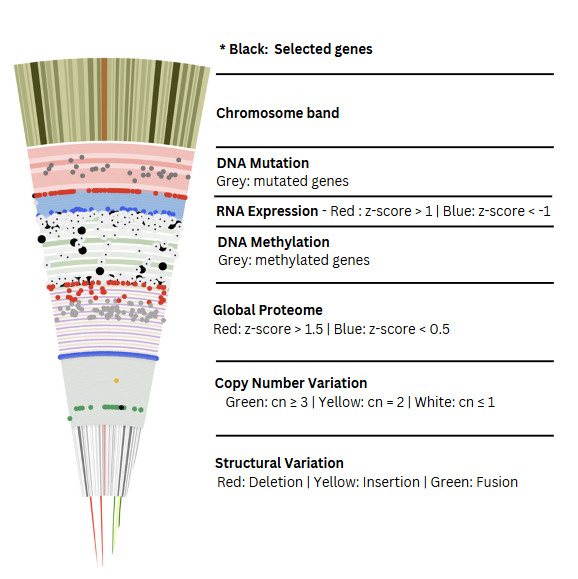 * Black:  Selected genes
Chromosome band
DNA Mutation
Grey: mutated genes
RNA Expression - Red : z-score > 1 | Blue: z-score < -1
DNA Methylation
Grey: methylated genes
Global Proteome
Red: z-score > 1.5 | Blue: z-score < 0.5
Copy Number Variation
Green: cn ≥ 3 | Yellow: cn = 2 | White: cn ≤ 1
Structural Variation
Red: Deletion | Yellow: Insertion | Green: Fusion